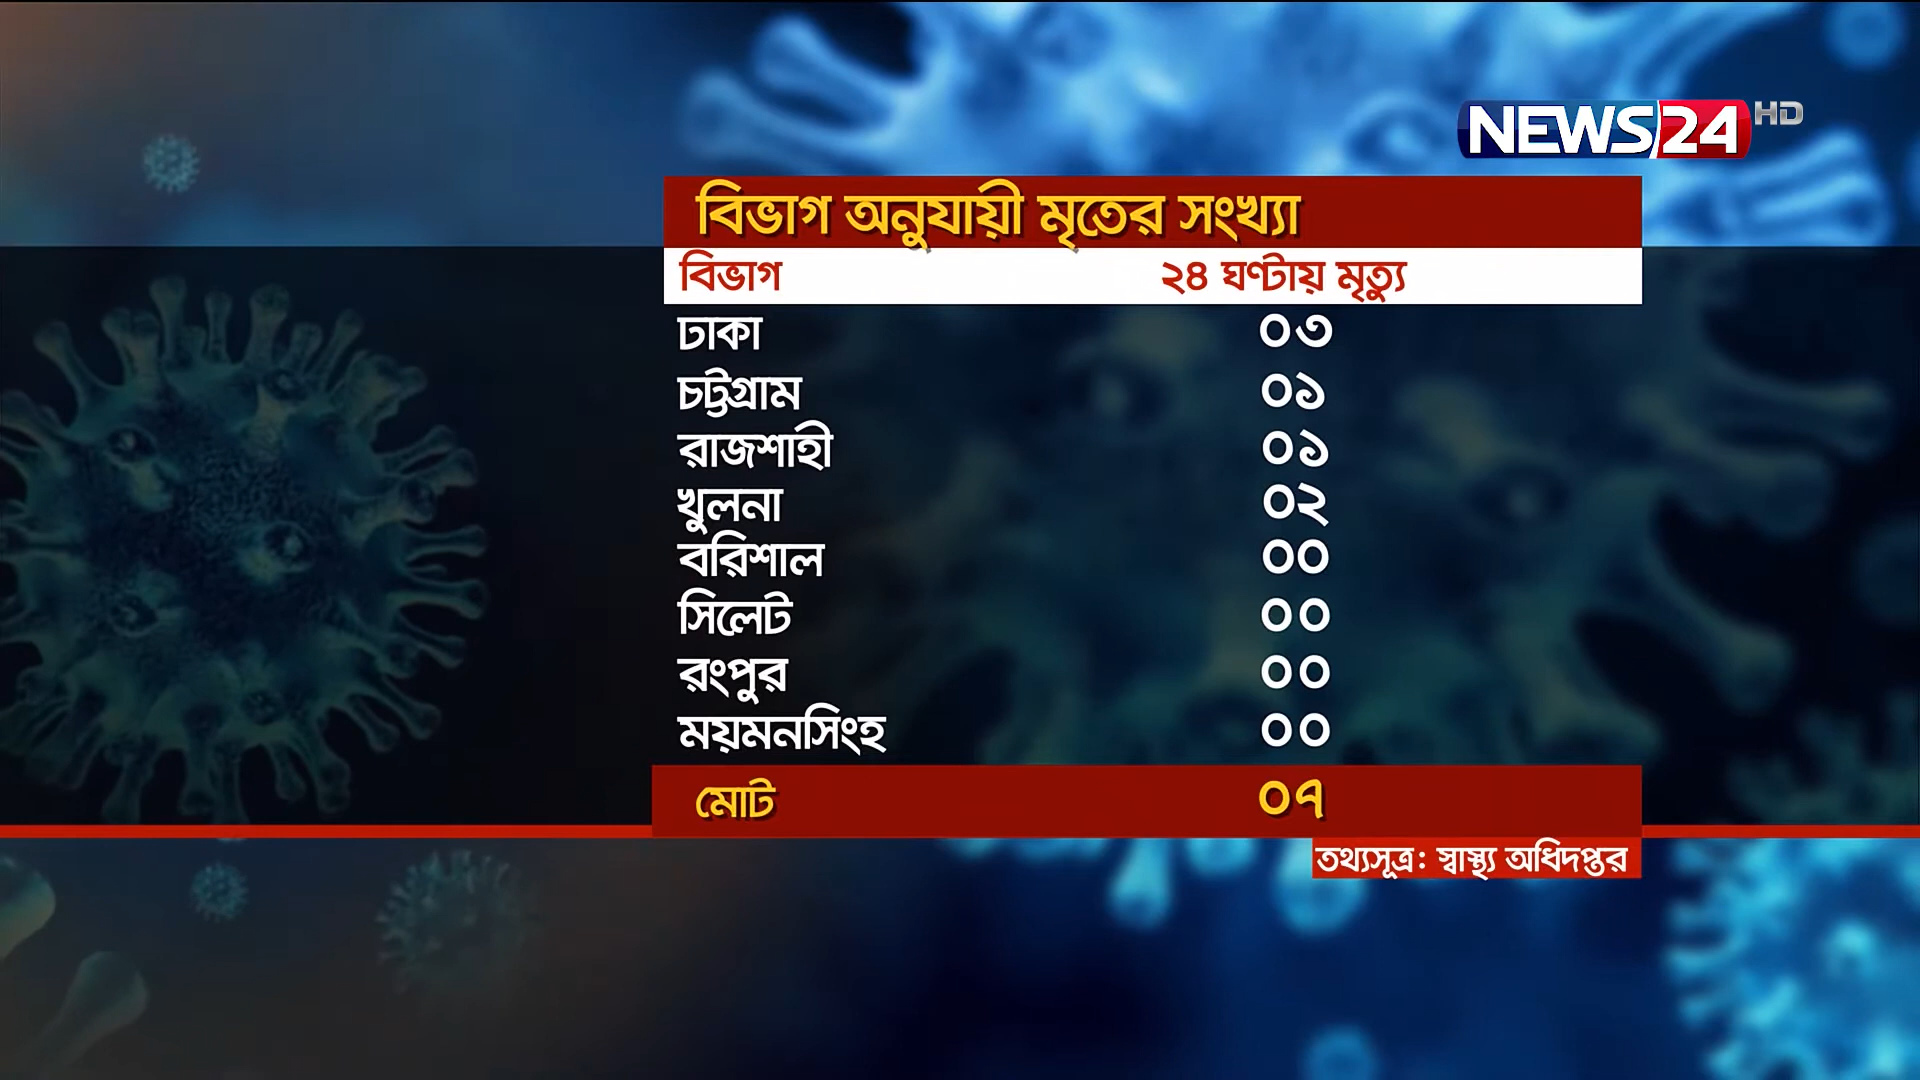 NEWS24 HD
বিভাগ অনুযায়ী মৃতের সংখ্যা
বিভাগ ২৪ ঘণ্টায় মৃত্যু
ঢাকা ০৩
চট্টগ্রাম ০১
রাজশাহী ০১
খুলনা ০২
বরিশাল ০০
সিলেট ০০
রংপুর ০০
ময়মনসিংহ ০০
মোট ০৭
তথ্যসূত্র: স্বাস্থ্য অধিদপ্তর